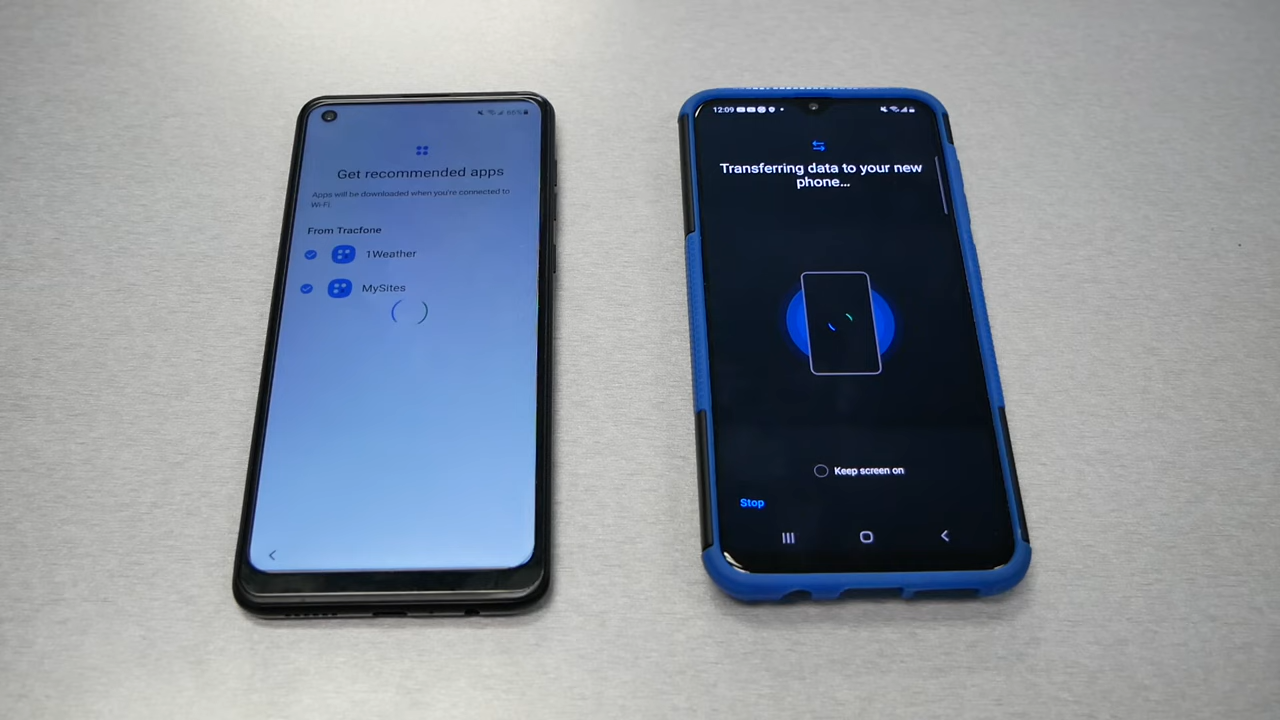 Get recommended apps
Apps will be downloaded when you're connected to
Wi-Fi.
From Tracfone
1Weather
MySites
12:09
Transferring data to your new
phone...
Keep screen on
Stop